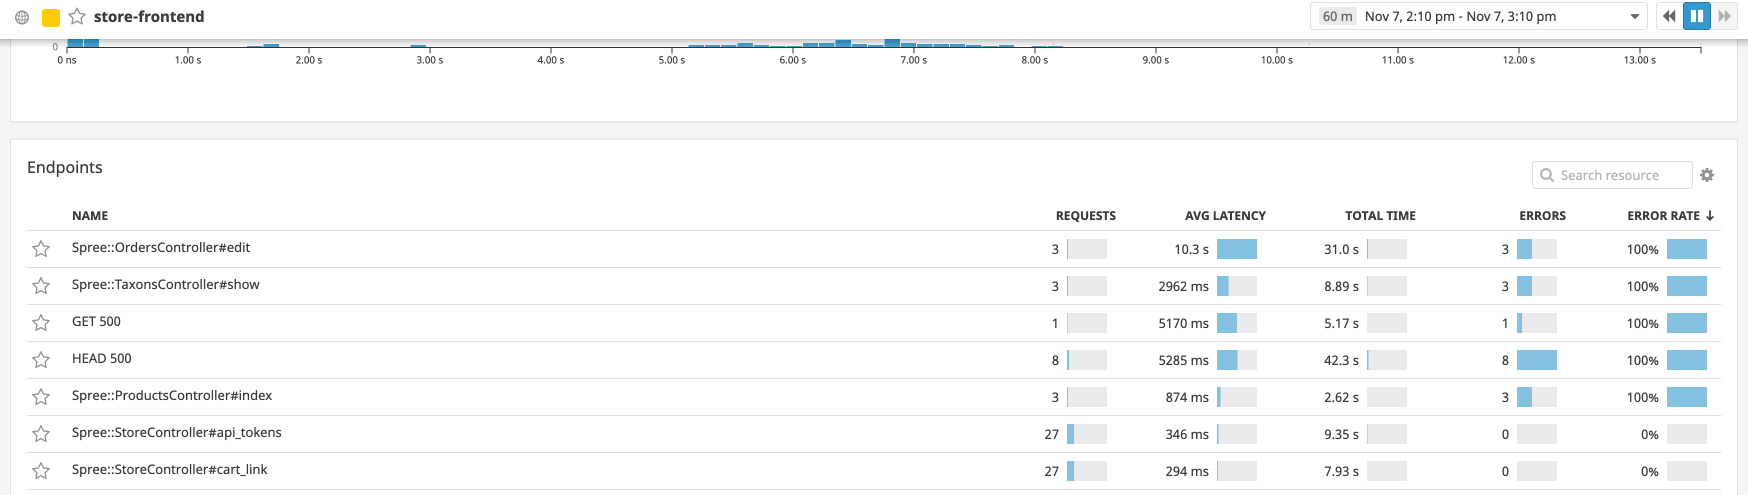 store-frontend
60 m Nov 7, 2:10 pm - Nov 7, 3:10 pm
0
0 ns 1.00 s 2.00 s 3.00 s 4.00 s 5.00 s 6.00 s 7.00 s 8.00 s 9.00 s 10.00 s 11.00 s 12.00 s 13.00 s
Endpoints
Search resource
NAME REQUESTS AVG LATENCY TOTAL TIME ERRORS ERROR RATE
Spree::OrdersController#edit 3 10.3 s 31.0 s 3 100%
Spree::TaxonsController#show 3 2962 ms 8.89 s 3 100%
GET 500 1 5170 ms 5.17 s 1 100%
HEAD 500 8 5285 ms 42.3 s 8 100%
Spree::ProductsController#index 3 874 ms 2.62 s 3 100%
Spree::StoreController#api_tokens 27 346 ms 9.35 s 0 0%
Spree::StoreController#cart_link 27 294 ms 7.93 s 0 0%